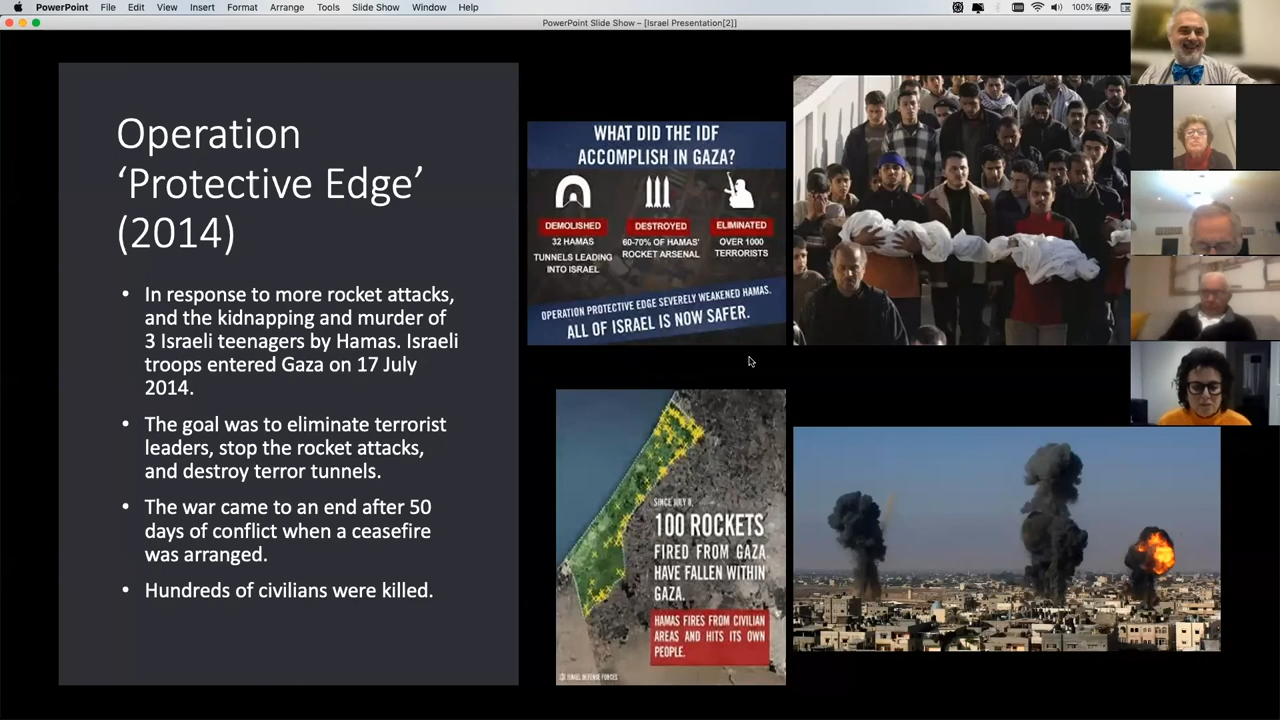 PowerPoint File Edit View Insert Format Arrange Tools Slide Show Window Help 100%
PowerPoint Slide Show – [Israel Presentation[2]]
Operation
‘Protective Edge’
(2014)
• In response to more rocket attacks,
and the kidnapping and murder of
3 Israeli teenagers by Hamas. Israeli
troops entered Gaza on 17 July
2014.
• The goal was to eliminate terrorist
leaders, stop the rocket attacks,
and destroy terror tunnels.
• The war came to an end after 50
days of conflict when a ceasefire
was arranged.
• Hundreds of civilians were killed.
WHAT DID THE IDF
ACCOMPLISH IN GAZA?
DEMOLISHED
32 HAMAS
TUNNELS LEADING
INTO ISRAEL
DESTROYED
60-70% OF HAMAS'
ROCKET ARSENAL
ELIMINATED
OVER 1000
TERRORISTS
OPERATION PROTECTIVE EDGE SEVERELY WEAKENED HAMAS.
ALL OF ISRAEL IS NOW SAFER.
SINCE JULY 8,
100 ROCKETS
FIRED FROM GAZA
HAVE FALLEN WITHIN
GAZA.
HAMAS FIRES FROM CIVILIAN
AREAS AND HITS ITS OWN
PEOPLE.
ISRAEL DEFENSE FORCES